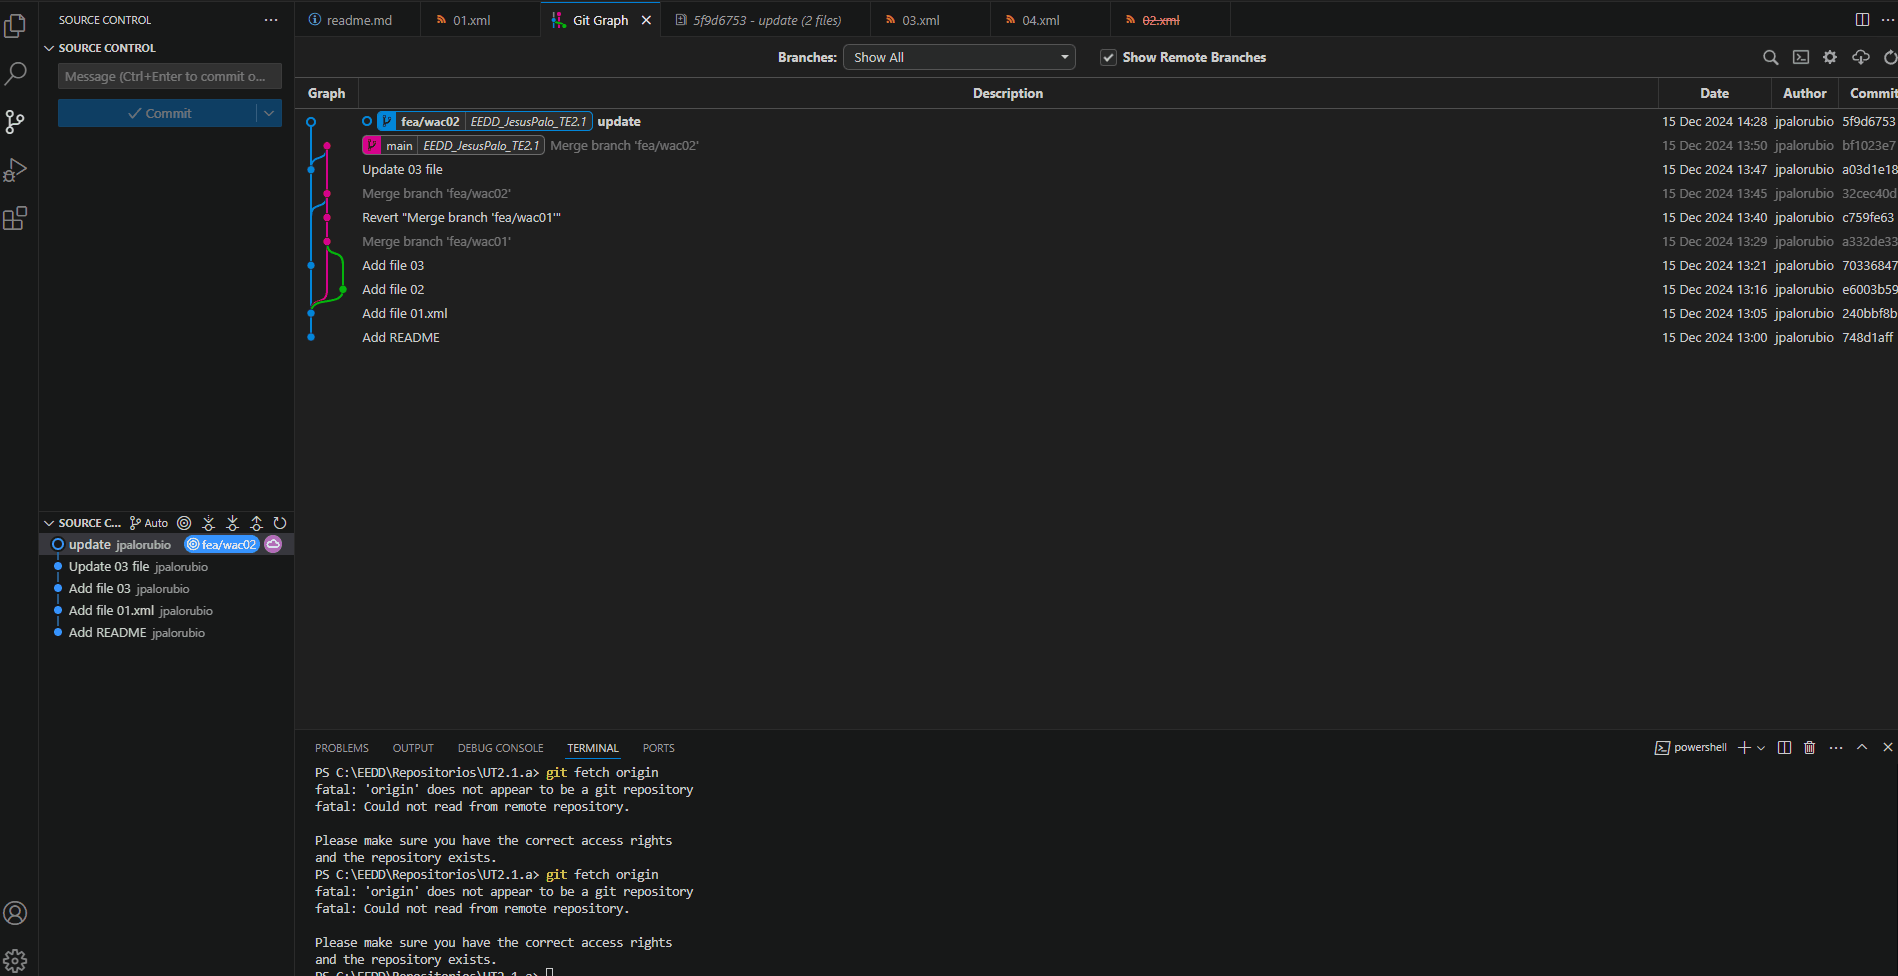 SOURCE CONTROL
···
readme.md
01.xml
Git Graph
5f9d6753 - update (2 files)
03.xml
04.xml
02.xml
SOURCE CONTROL
Message (Ctrl+Enter to commit o...
Commit
Branches:
Show All
Show Remote Branches
Graph
Description
Date
Author
Commit
fea/wac02 EEDD_JesusPalo_TE2.1 update 15 Dec 2024 14:28 jpalorubio 5f9d6753
main EEDD_JesusPalo_TE2.1 Merge branch 'fea/wac02' 15 Dec 2024 13:50 jpalorubio bf1023e7
Update 03 file 15 Dec 2024 13:47 jpalorubio a03d1e18
Merge branch 'fea/wac02' 15 Dec 2024 13:45 jpalorubio 32cec40d
Revert "Merge branch 'fea/wac01'" 15 Dec 2024 13:40 jpalorubio c759fe63
Merge branch 'fea/wac01' 15 Dec 2024 13:29 jpalorubio a332de33
Add file 03 15 Dec 2024 13:21 jpalorubio 70336847
Add file 02 15 Dec 2024 13:16 jpalorubio e6003b59
Add file 01.xml 15 Dec 2024 13:05 jpalorubio 240bbf8b
Add README 15 Dec 2024 13:00 jpalorubio 748d1aff
SOURCE C... Auto
update jpalorubio fea/wac02
Update 03 file jpalorubio
Add file 03 jpalorubio
Add file 01.xml jpalorubio
Add README jpalorubio
PROBLEMS
OUTPUT
DEBUG CONSOLE
TERMINAL
PORTS
powershell
PS C:\EEDD\Repositorios\UT2.1.a> git fetch origin
fatal: 'origin' does not appear to be a git repository
fatal: Could not read from remote repository.
Please make sure you have the correct access rights
and the repository exists.
PS C:\EEDD\Repositorios\UT2.1.a> git fetch origin
fatal: 'origin' does not appear to be a git repository
fatal: Could not read from remote repository.
Please make sure you have the correct access rights
and the repository exists.
PS C:\EEDD\Repositorios\UT2.1.a>